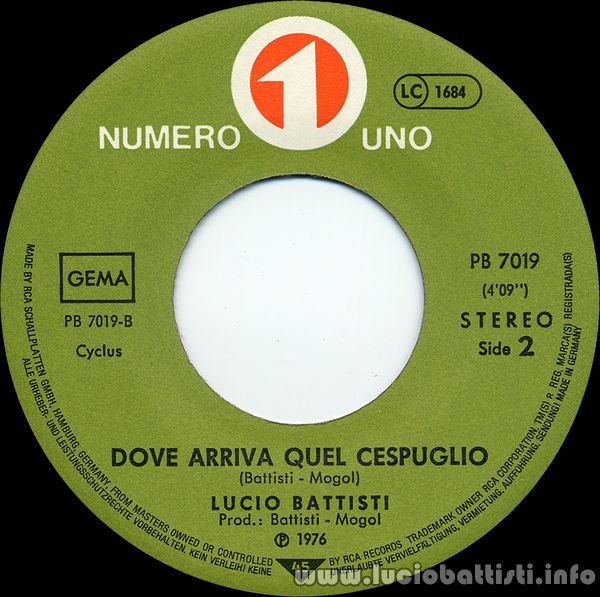 1
NUMERO UNO
LC 1684
GEMA
PB 7019-B
Cyclus
PB 7019
(4'09'')
STEREO
Side 2
DOVE ARRIVA QUEL CESPUGLIO
(Battisti - Mogol)
LUCIO BATTISTI
Prod.: Battisti - Mogol
℗ 1976
45
MADE BY RCA SCHALLPLATTEN GMBH, HAMBURG, GERMANY, FROM MASTERS OWNED OR CONTROLLED BY RCA RECORDS TRADEMARK OWNER RCA CORPORATION, TM(S) R REG. MARCA(S) REGISTRADA(S)
ALLE URHEBER- UND LEISTUNGSSCHUTZRECHTE VORBEHALTEN. KEIN VERLEIH! KEINE UNERLAUBTE VERVIELFÄLTIGUNG, VERMIETUNG, AUFFÜHRUNG, SENDUNG! MADE IN GERMANY
www.luciobattisti.info